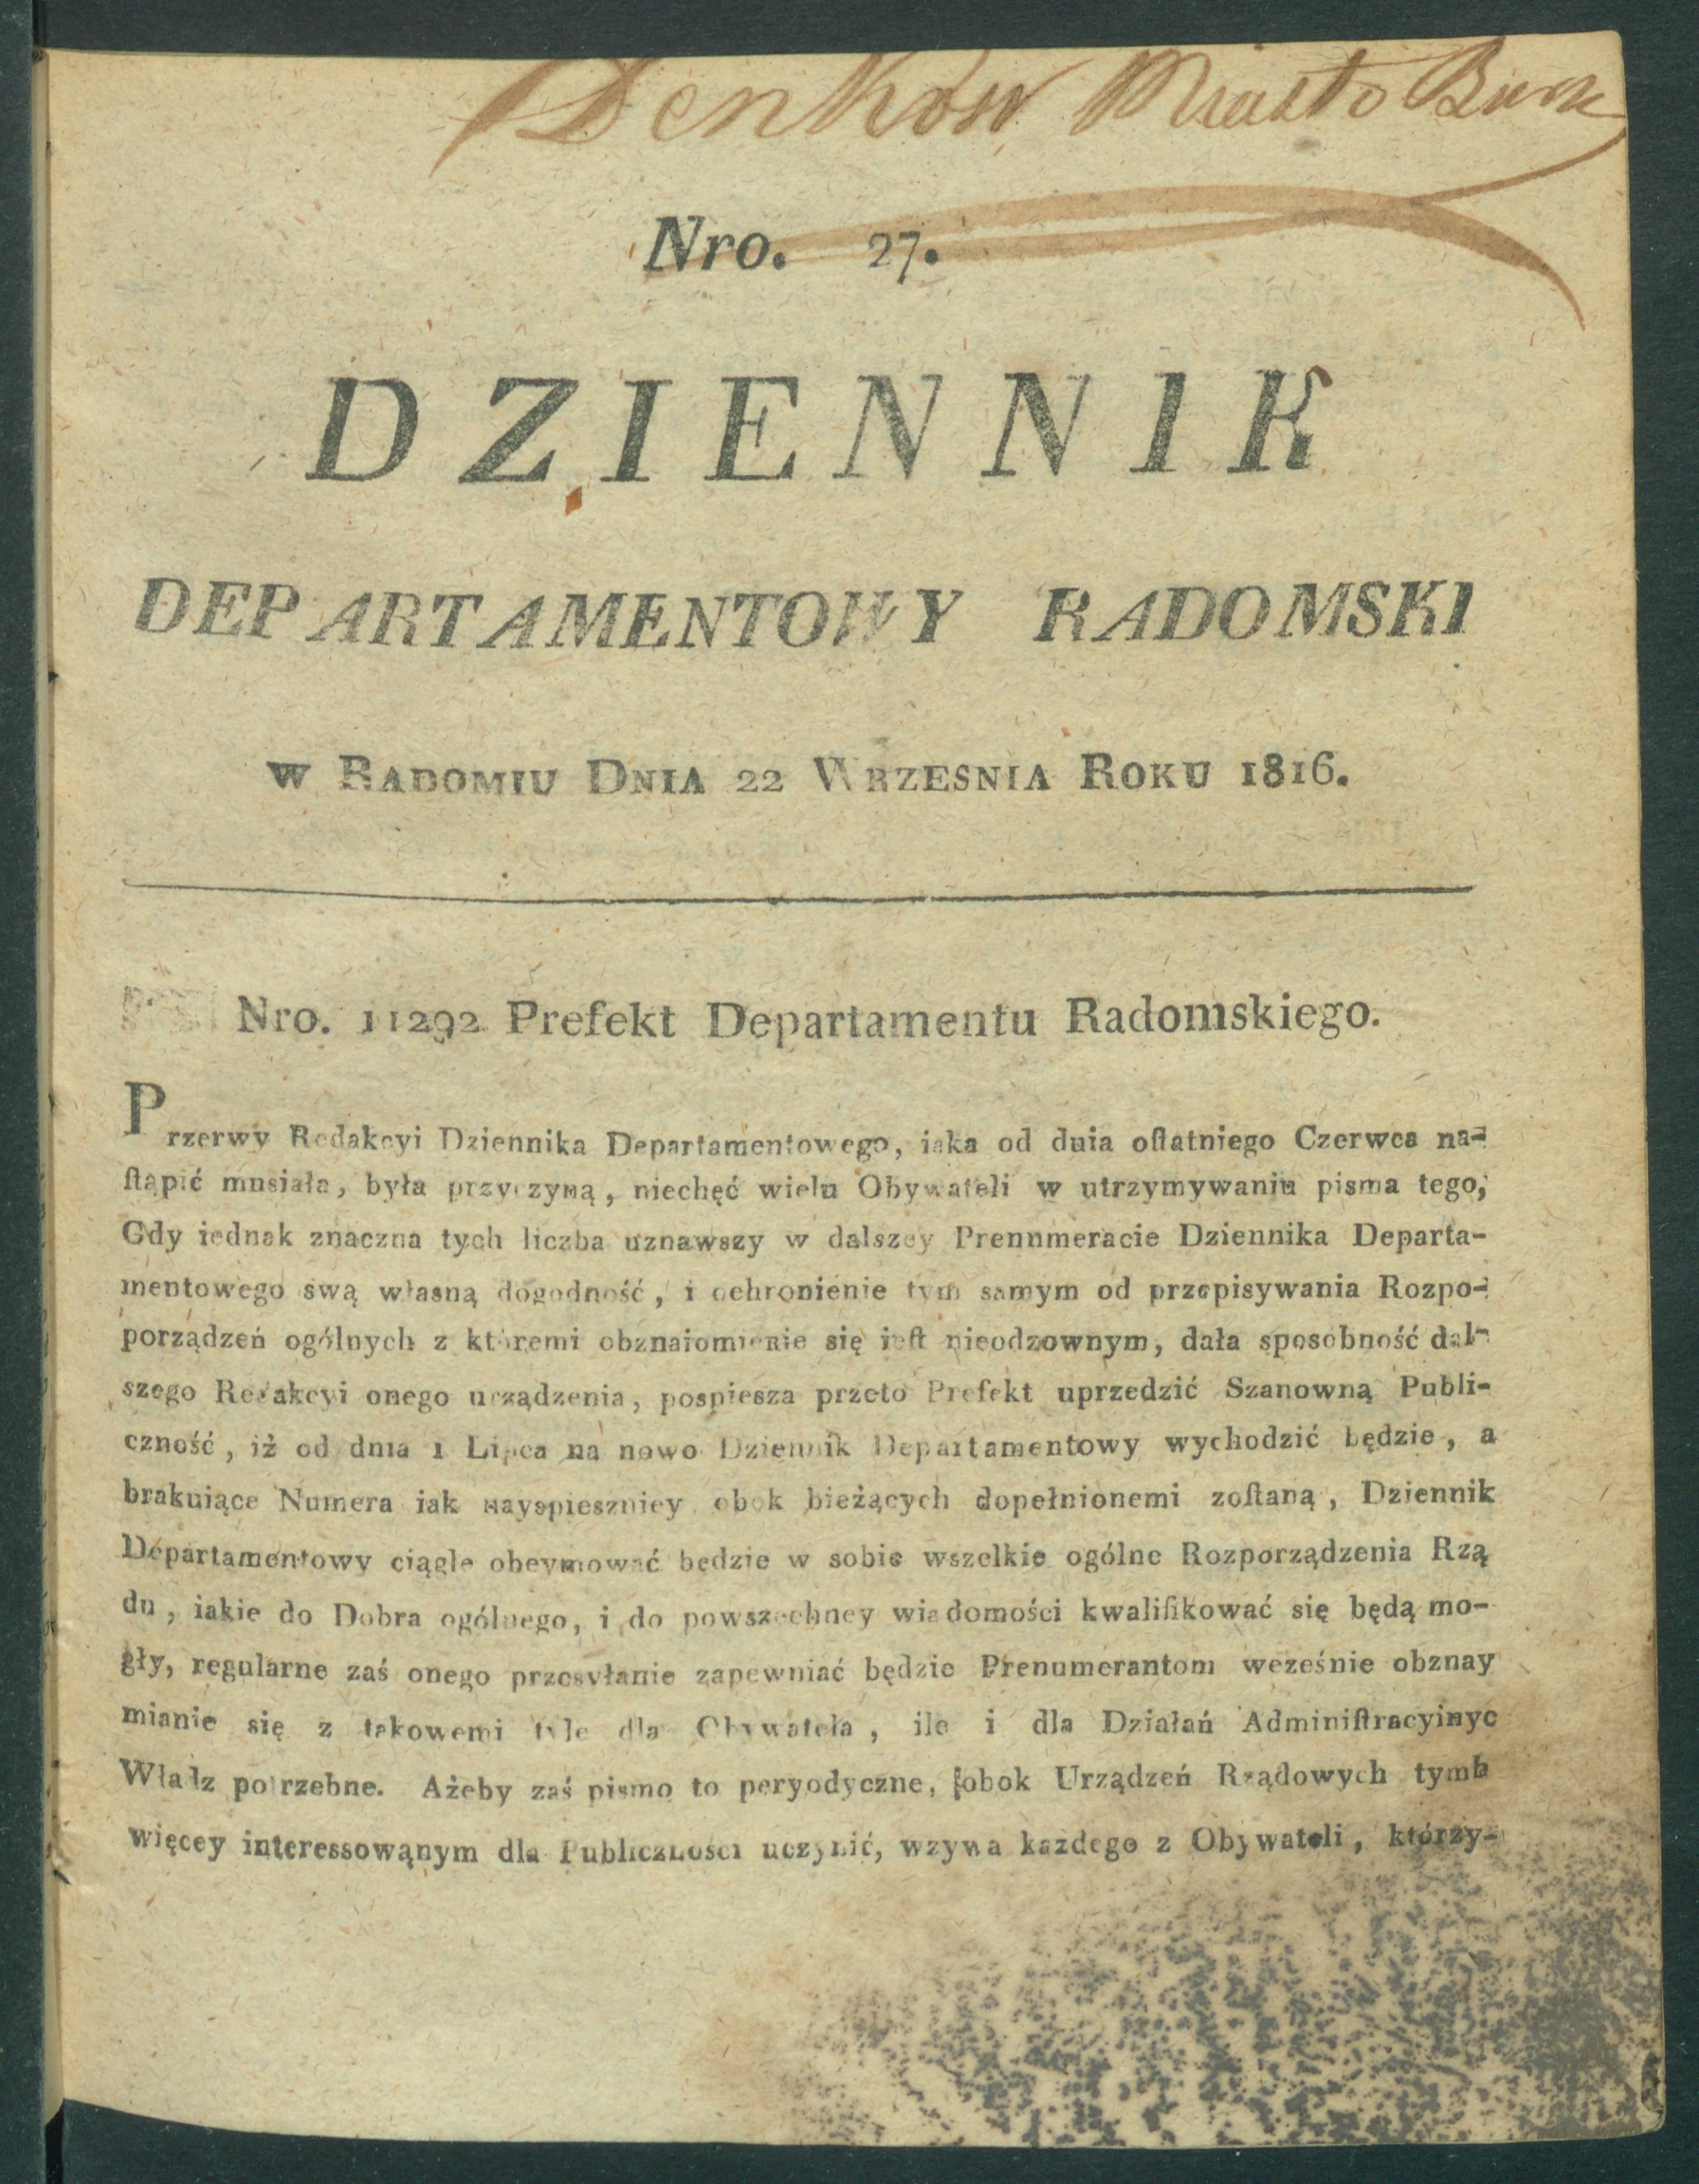 Denków Miasto
Nro. 27.
DZIENNIK
DEPARTAMENTOWY RADOMSKI
w Radomiu Dnia 22 Wrzesnia Roku 1816.
Nro. 11292 Prefekt Departamentu Radomskiego.
Przerwy Redakcyi Dziennika Departamentowego, iaka od duia oſtatniego Czerwca na-
ſtąpić musiała, była przyczyną, niechęć wielu Obywateli w utrzymywaniu pisma tego,
Gdy iednak znaczna tych liczba uznawszy w dalszey Prennmeracie Dziennika Departa-
mentowego swą własną dogodność, i ochronienie tym samym od przepisywania Rozpo-
porządzeń ogólnych z któremi obznaiomienie się ieſt nieodzownym, dała sposobność dal-
szego Redakcyi onego urządzenia, pospiesza przeto Prefekt uprzedzić Szanowną Publi-
czność, iż od dnia 1 Lipca na nowo Dziennik Departamentowy wychodzić będzie, a
brakuiące Numera iak nayspieszniey obok bieżących dopełnionemi zoſtaną, Dziennik
Departamentowy ciągle obeymować będzie w sobie wszelkie ogólne Rozporządzenia Rzą
du, iakie do Dobra ogólnego, i do powszechney wiadomości kwalifikować się będą mo-
gły, regularne zaś onego przesyłanie zapewniać będzie Prenumerantom wcześnie obznay
mianie się z takowemi tyle dla Obywatela, ile i dla Działań Adminiſtracyinyc
Władz potrzebne. Ażeby zaś pismo to peryodyczne, obok Urządzeń Rządowych tymh
więcey interessowąnym dla Publiczności uczynić, wzywa każdego z Obywateli, którzy-